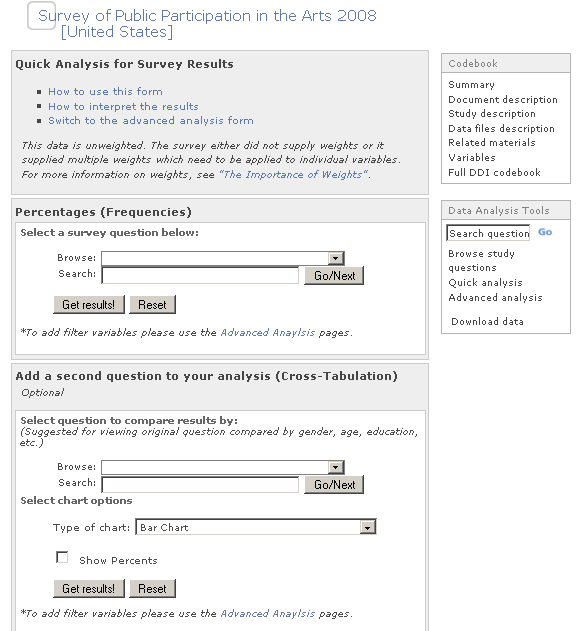 Survey of Public Participation in the Arts 2008
[United States]
Quick Analysis for Survey Results
How to use this form
How to interpret the results
Switch to the advanced analysis form
This data is unweighted. The survey either did not supply weights or it
supplied multiple weights which need to be applied to individual variables.
For more information on weights, see "The Importance of Weights".
Percentages (Frequencies)
Select a survey question below:
Browse:
Search:
Go/Next
Get results! Reset
*To add filter variables please use the Advanced Anaylsis pages.
Add a second question to your analysis (Cross-Tabulation)
Optional
Select question to compare results by:
(Suggested for viewing original question compared by gender, age, education,
etc.)
Browse:
Search:
Go/Next
Select chart options
Type of chart: Bar Chart
Show Percents
Get results! Reset
*To add filter variables please use the Advanced Anaylsis pages.
Codebook
Summary
Document description
Study description
Data files description
Related materials
Variables
Full DDI codebook
Data Analysis Tools
Search question Go
Browse study
questions
Quick analysis
Advanced analysis
Download data